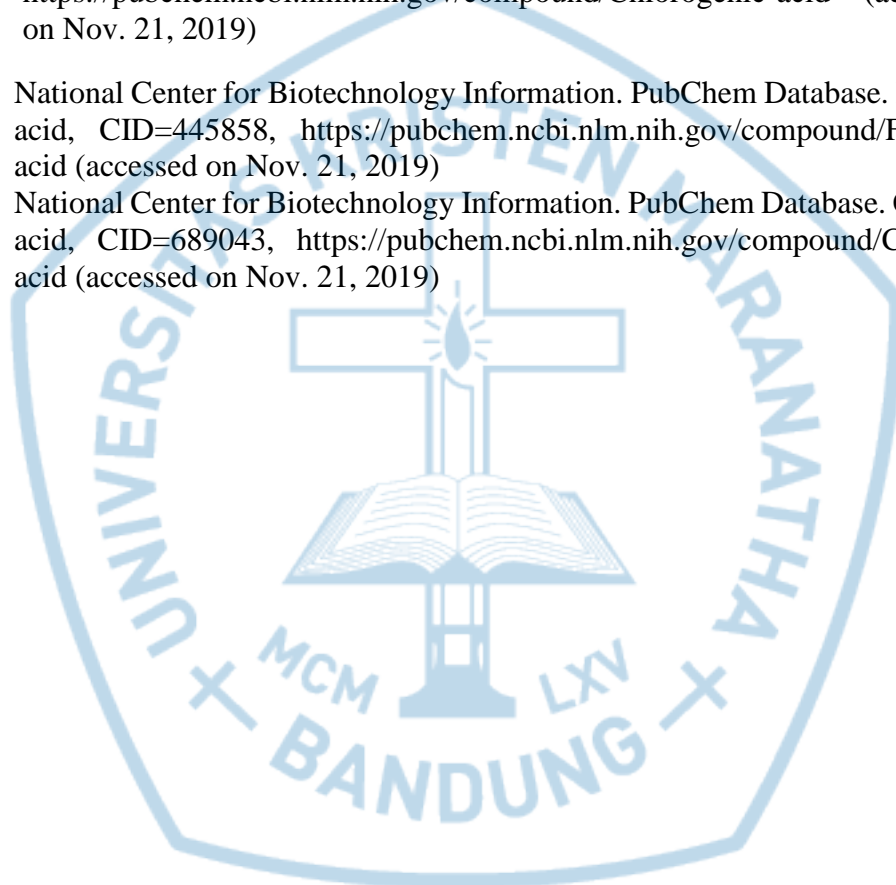 https://pubchem.ncbi.nlm.nih.gov/compound/Chlorogenic-acid
on Nov. 21, 2019)
National Center for Biotechnology Information. PubChem Database.
acid, CID=445858, https://pubchem.ncbi.nlm.nih.gov/compound/F
acid (accessed on Nov. 21, 2019)
National Center for Biotechnology Information. PubChem Database.
acid, CID=689043, https://pubchem.ncbi.nlm.nih.gov/compound/C
acid (accessed on Nov. 21, 2019)
UNIVERSITAS KRISTEN MARANATHA
MCM LXV
BANDUNG